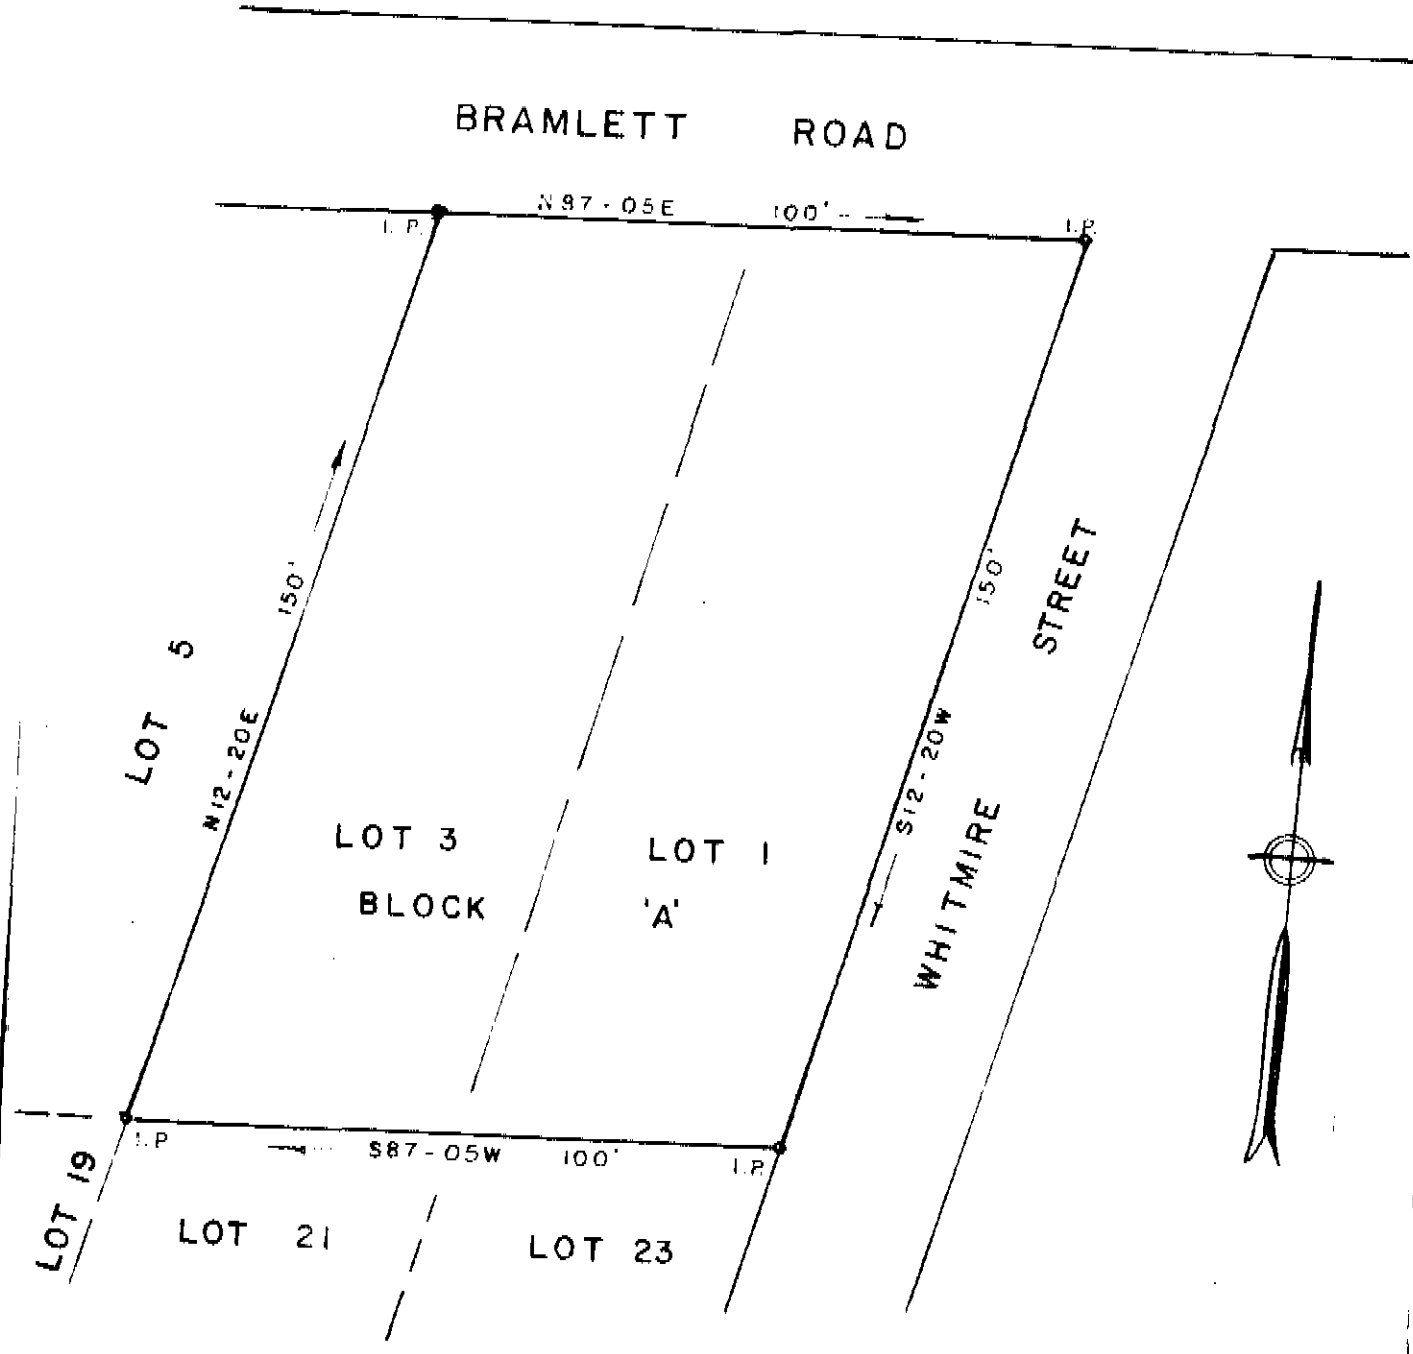 BRAMLETT ROAD
N87-05E 100'
I. P.
I.P.
150'
N12-20E
LOT 5
150'
S12-20W
WHITMIRE STREET
LOT 3
LOT 1
BLOCK 'A'
I.P
S87-05W 100'
I.P.
LOT 19
LOT 21
LOT 23